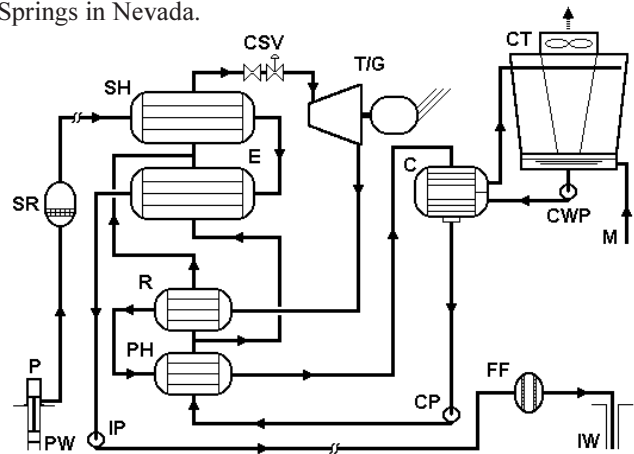 Springs in Nevada.
CSV
CT
SH
T/G
E
C
SR
CWP
M
R
PH
P
FF
CP
PW
IP
IW